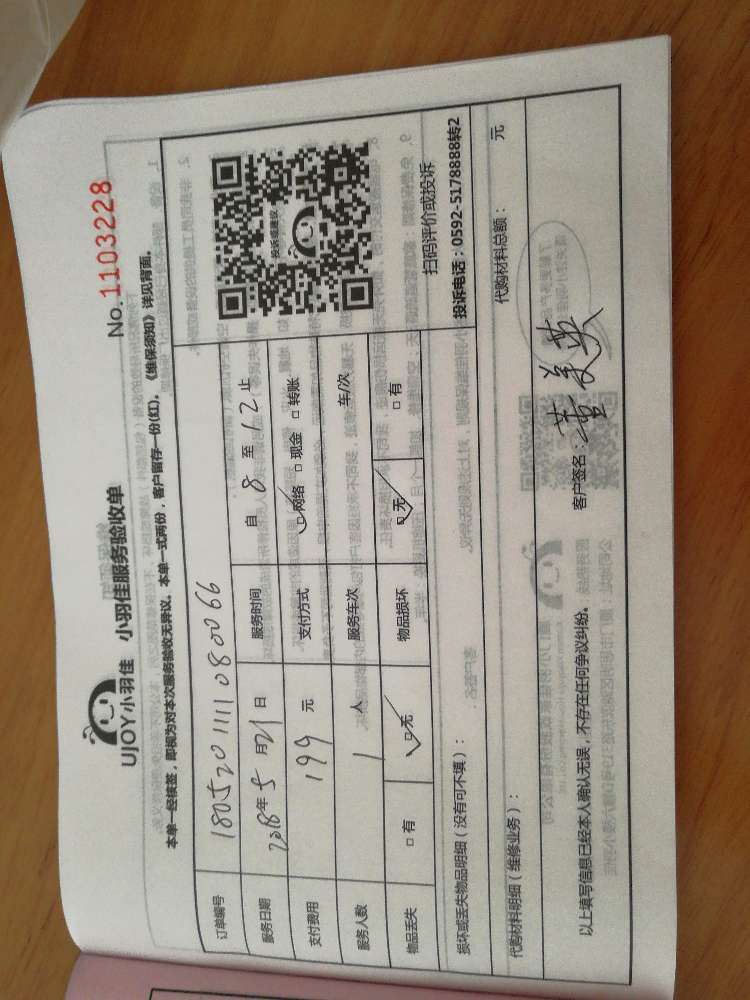 No. 1103228
UJOY小羽佳 小羽佳服务验收单
本单一经核签，即视为对本次服务验收无异议。本单一式两份，客户留存一份(红)。《维保须知》详见背面。
订单编号 180520111080066
服务日期 2018年5月21日 服务时间 自 8 至 12 止
支付费用 199 元 支付方式 ☑网络 □现金 □转账
服务人数 1 人 服务车次 车/次
物品丢失 □有 ☑无 物品损坏 ☑无 □有
投诉或建议
扫码评价或投诉
投诉电话：0592-5178888转2
损坏或丢失物品明细（没有可不填）：
代购材料明细（维修业务）： 代购材料总额： 元
以上填写信息已经本人确认无误，不存在任何争议纠纷。 客户签名：董美英